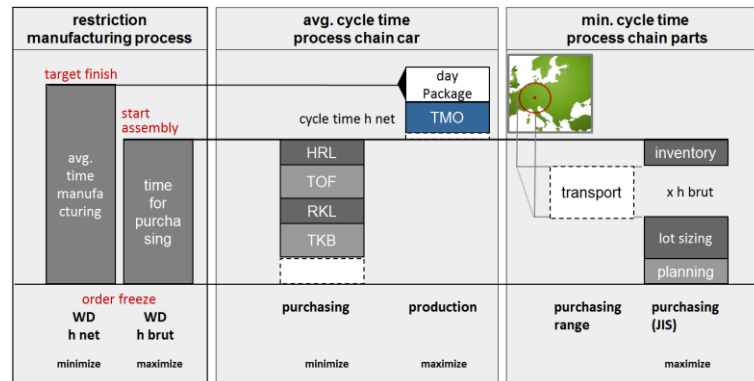 restriction
manufacturing process
avg. cycle time
process chain car
min. cycle time
process chain parts
target finish
start
assembly
avg.
time
manufa
cturing
time
for
purcha
sing
order freeze
WD
h net
WD
h brut
minimize
maximize
day
Package
cycle time h net
TMO
HRL
TOF
RKL
TKB
purchasing
production
minimize
maximize
inventory
transport
x h brut
lot sizing
planning
purchasing
range
purchasing
(JIS)
maximize